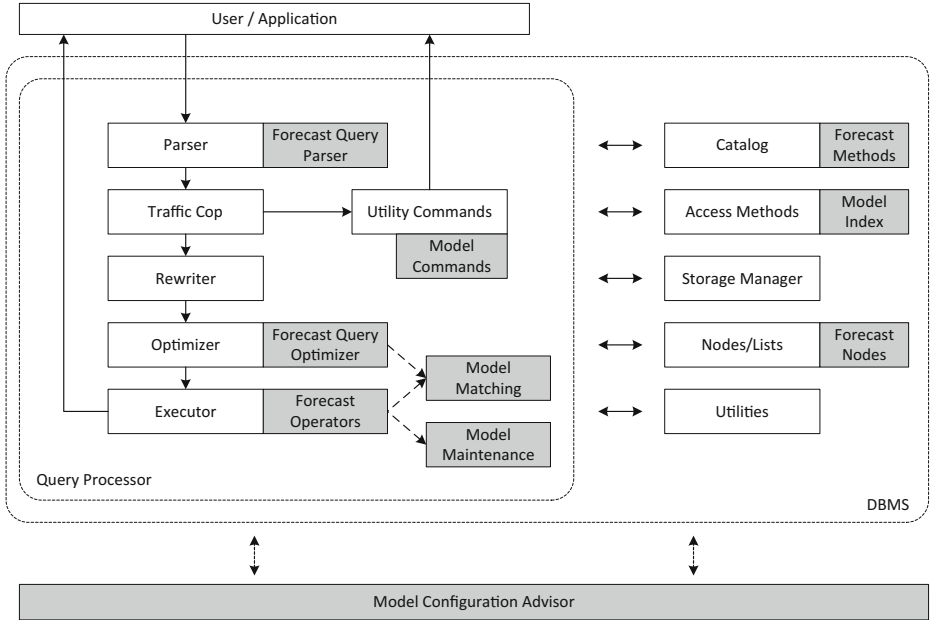 User / Application
Parser
Forecast Query
Parser
Catalog
Forecast
Methods
Traffic Cop
Utility Commands
Model
Commands
Access Methods
Model
Index
Rewriter
Storage Manager
Optimizer
Forecast Query
Optimizer
Model
Matching
Nodes/Lists
Forecast
Nodes
Executor
Forecast
Operators
Model
Maintenance
Utilities
Query Processor
DBMS
Model Configuration Advisor